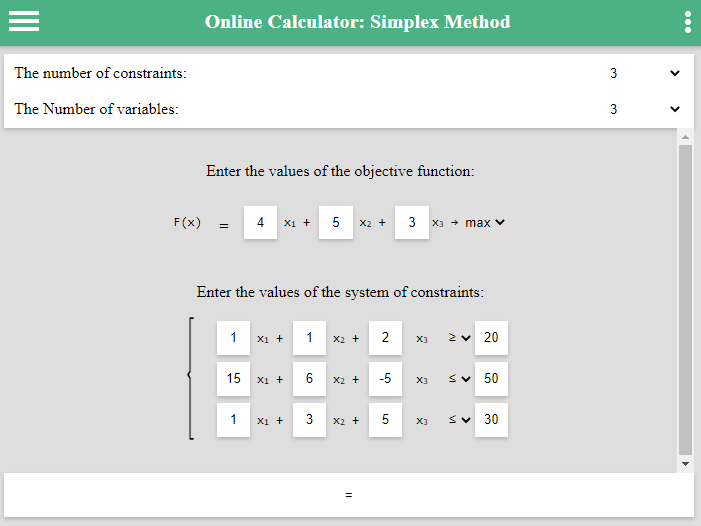 Online Calculator: Simplex Method
The number of constraints: 3
The Number of variables: 3
Enter the values of the objective function:
F(x) = 4 x₁ + 5 x₂ + 3 x₃ → max
Enter the values of the system of constraints:
1 x₁ + 1 x₂ + 2 x₃ ≥ 20
15 x₁ + 6 x₂ + -5 x₃ ≤ 50
1 x₁ + 3 x₂ + 5 x₃ ≤ 30
=